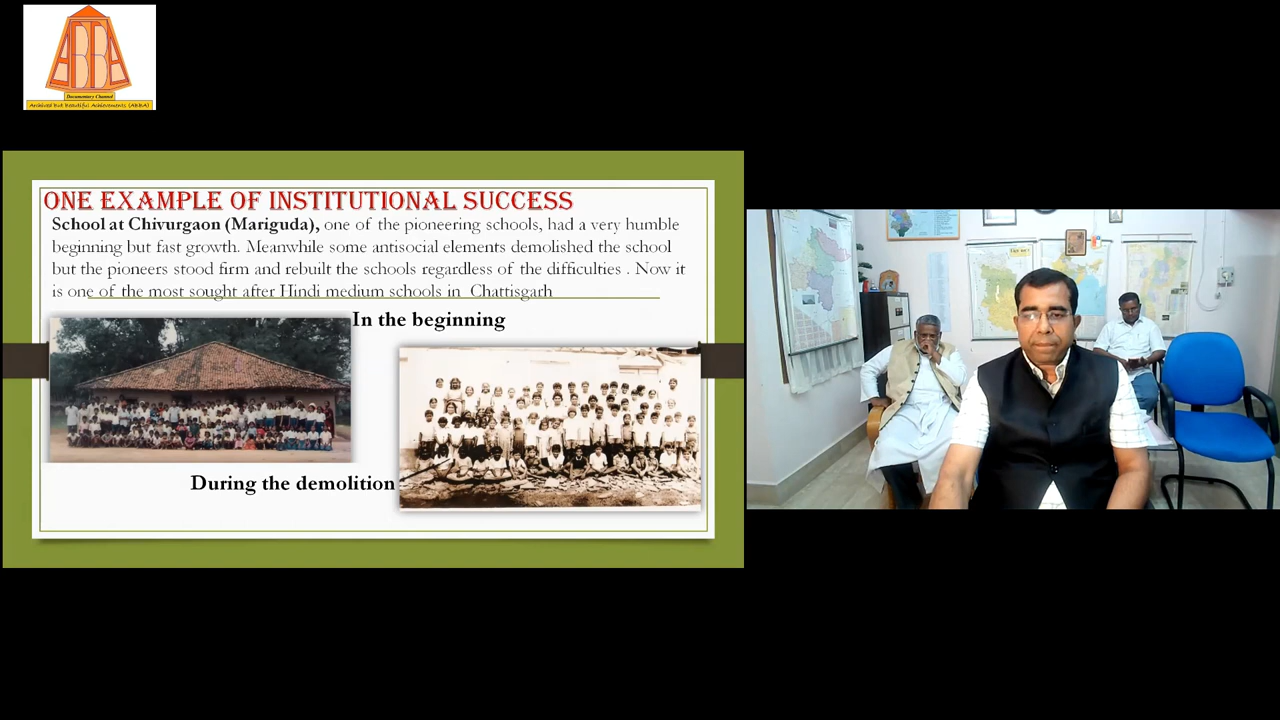 ABBA
Documentary Channel
Archived but Beautiful Achievements (ABBA)
ONE EXAMPLE OF INSTITUTIONAL SUCCESS
School at Chivurgaon (Mariguda), one of the pioneering schools, had a very humble
beginning but fast growth. Meanwhile some antisocial elements demolished the school
but the pioneers stood firm and rebuilt the schools regardless of the difficulties . Now it
is one of the most sought after Hindi medium schools in Chattisgarh
In the beginning
During the demolition